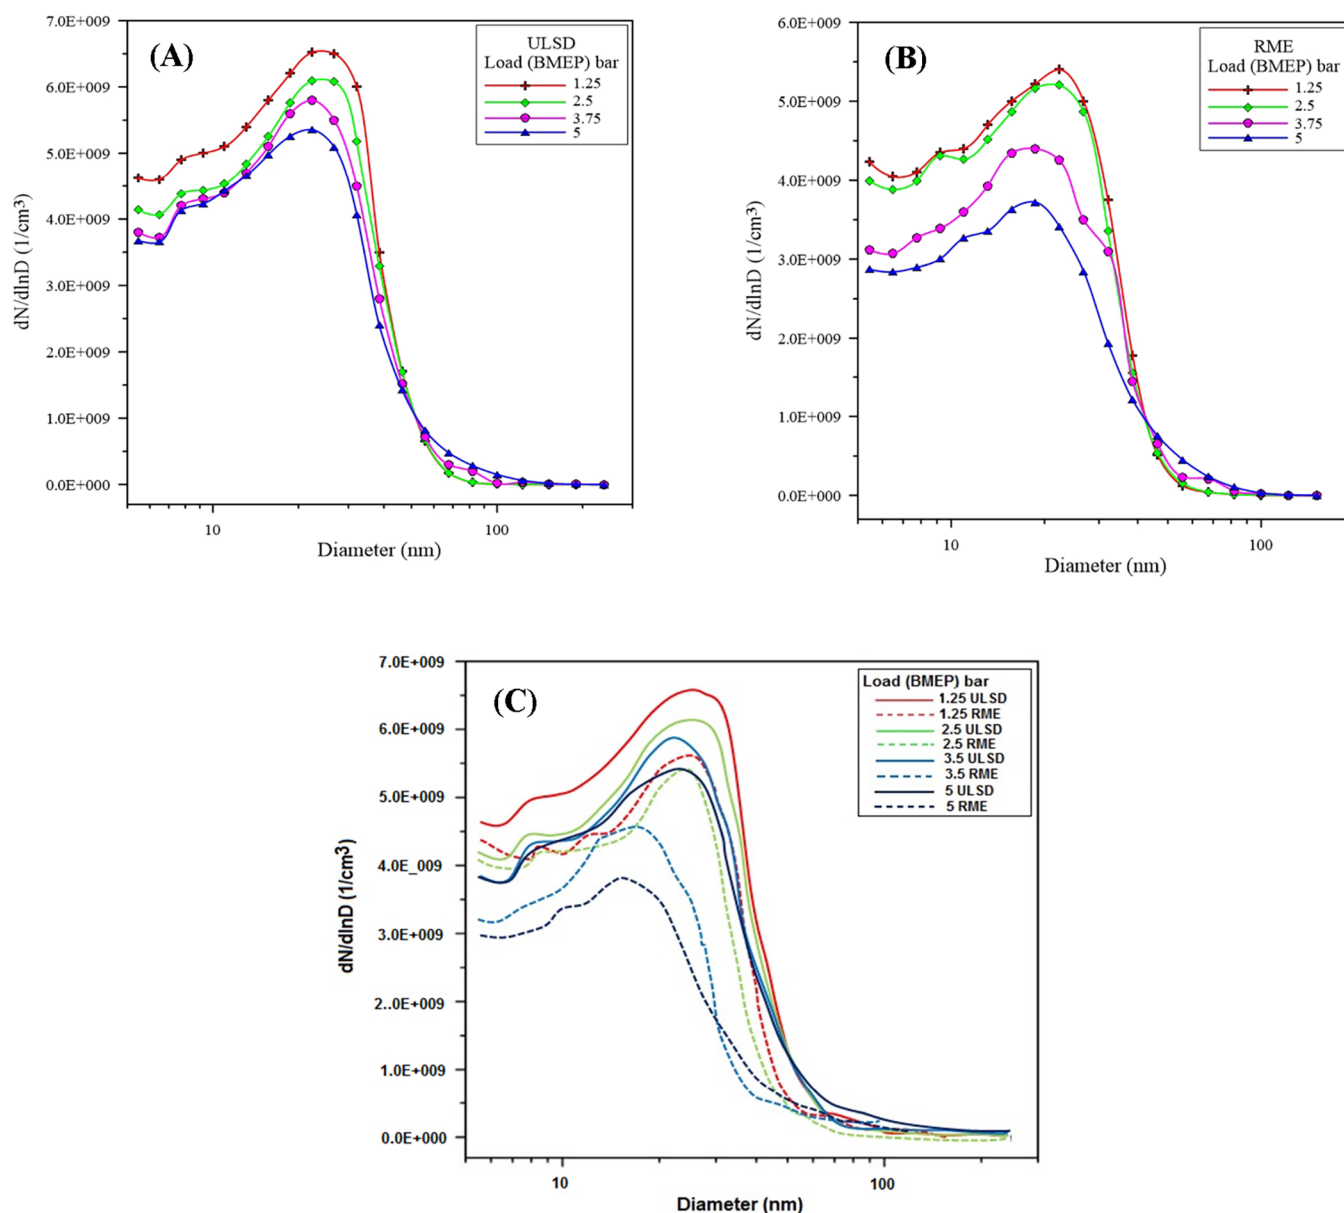 (A)
ULSD
Load (BMEP) bar
1.25
2.5
3.75
5
7.0E+009
6.0E+009
5.0E+009
4.0E+009
3.0E+009
2.0E+009
1.0E+009
0.0E+000
dN/dlnD (1/cm3)
10
100
Diameter (nm)
(B)
RME
Load (BMEP) bar
1.25
2.5
3.75
5
6.0E+009
5.0E+009
4.0E+009
3.0E+009
2.0E+009
1.0E+009
0.0E+000
dN/dlnD (1/cm3)
10
100
Diameter (nm)
(C)
Load (BMEP) bar
1.25 ULSD
1.25 RME
2.5 ULSD
2.5 RME
3.5 ULSD
3.5 RME
5 ULSD
5 RME
7.0E+009
6.0E+009
5.0E+009
4.0E_009
3.0E+009
2..0E+009
1.0E+009
0.0E+000
dN/dlnD (1/cm3)
10
100
Diameter (nm)